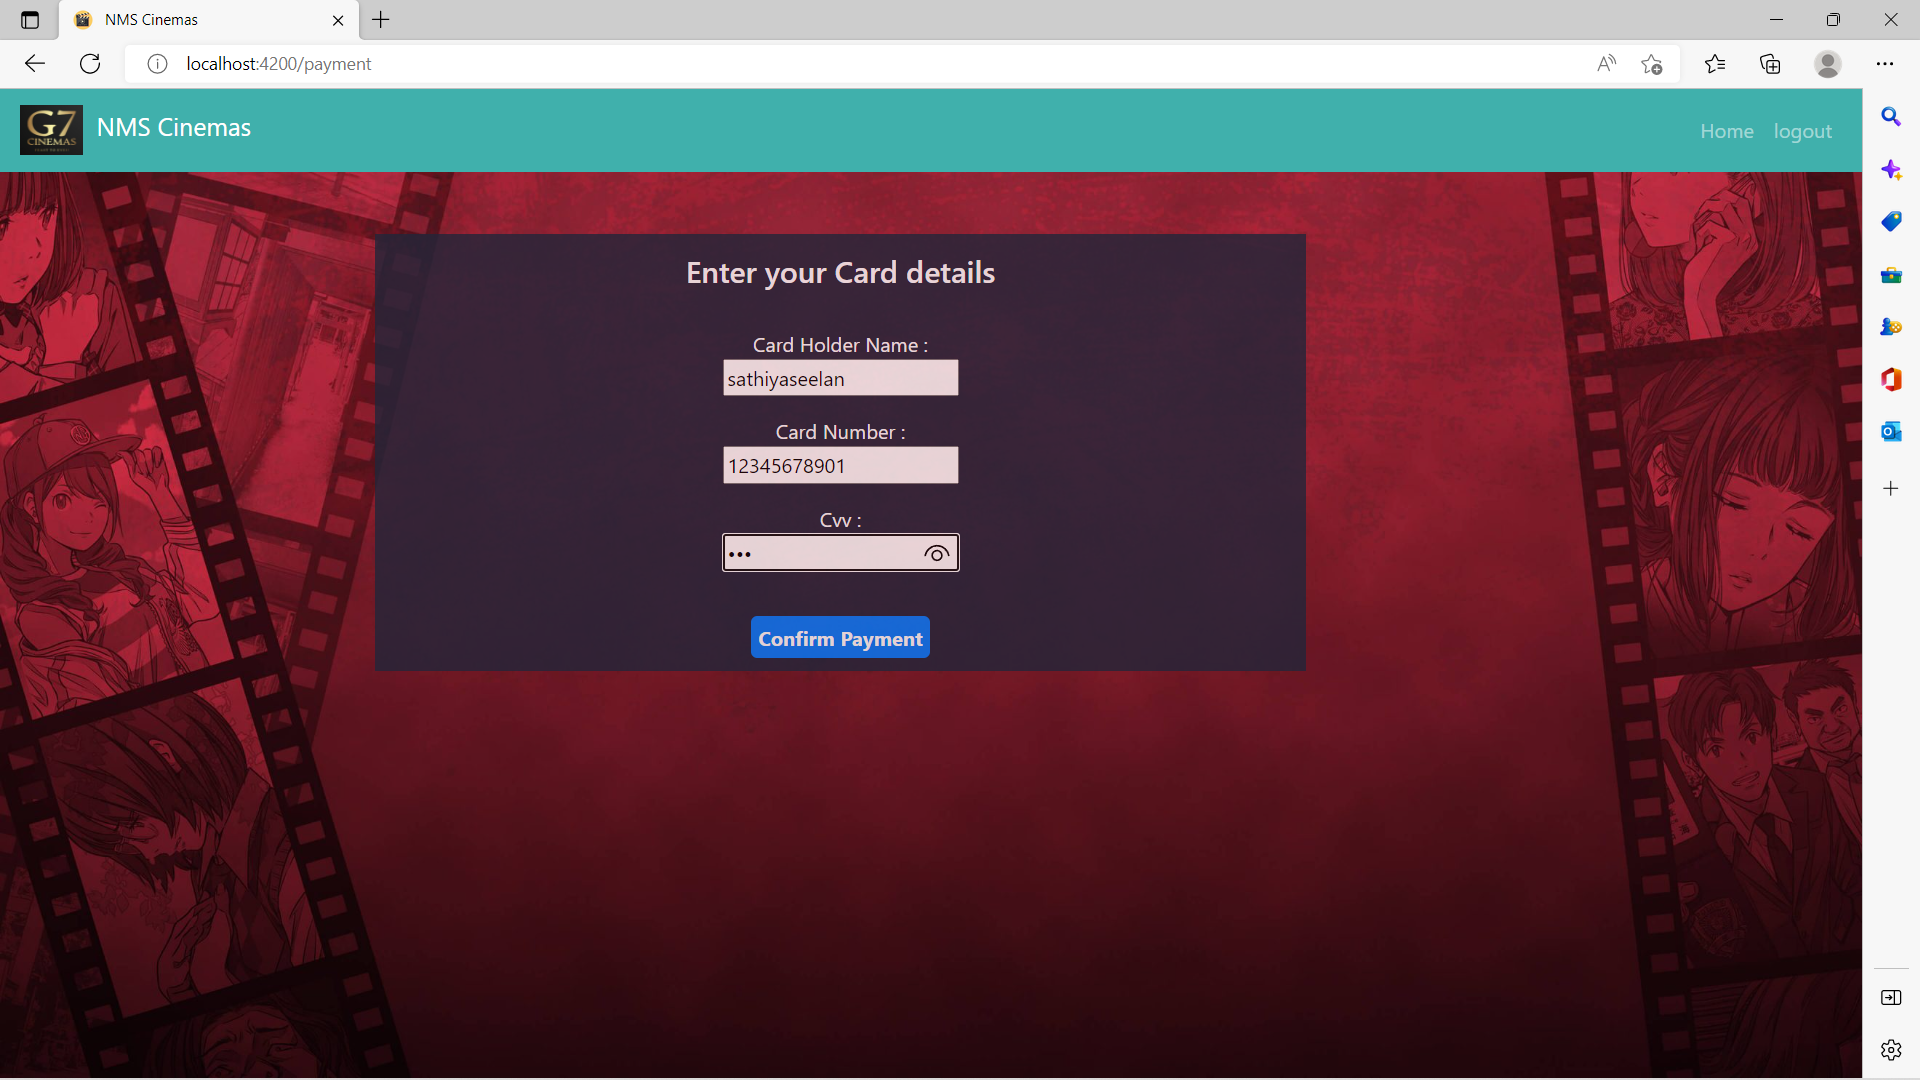 NMS Cinemas
localhost:4200/payment
G7
CINEMAS
NMS Cinemas
Home
logout
Enter your Card details
Card Holder Name :
sathiyaseelan
Card Number :
12345678901
Cvv :
•••
Confirm Payment